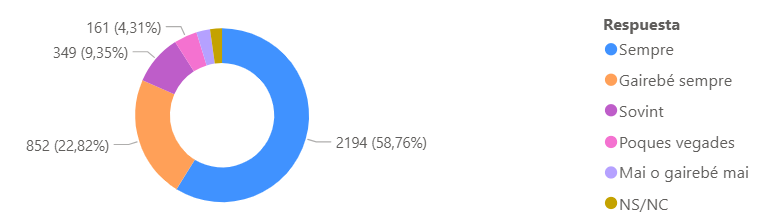 161 (4,31%)
349 (9,35%)
852 (22,82%)
2194 (58,76%)
Respuesta
Sempre
Gairebé sempre
Sovint
Poques vegades
Mai o gairebé mai
NS/NC